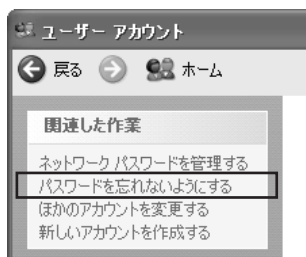 ユーザー アカウント
戻る ホーム
関連した作業
ネットワーク パスワードを管理する
パスワードを忘れないようにする
ほかのアカウントを変更する
新しいアカウントを作成する